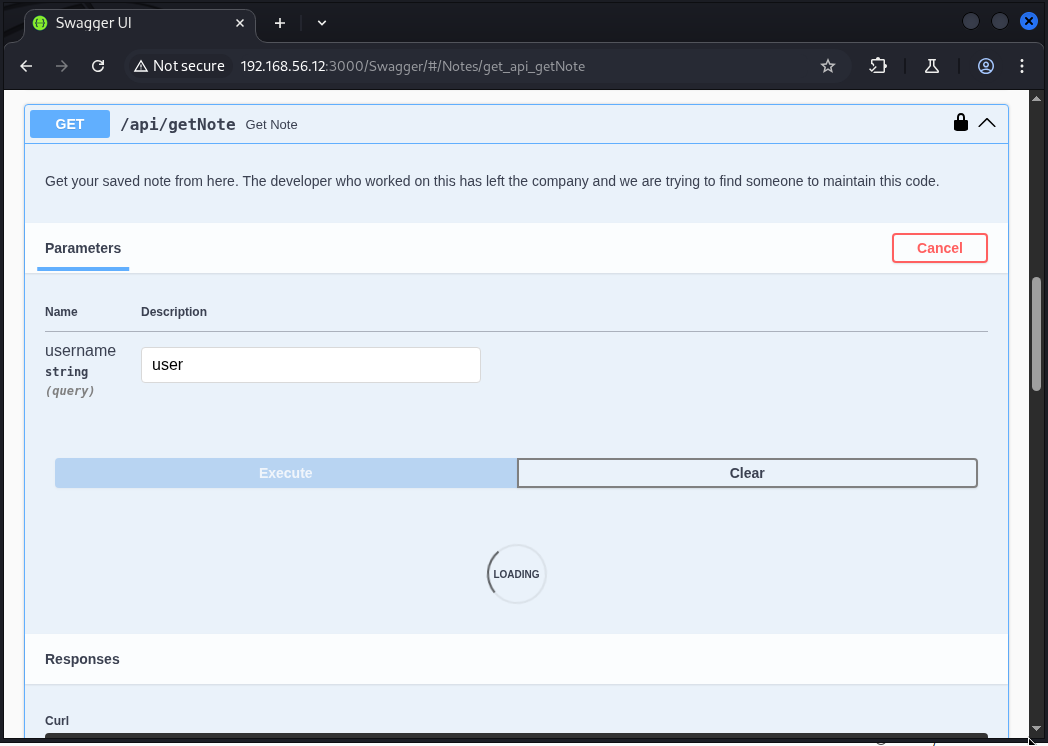 Swagger UI
Not secure 192.168.56.12:3000/Swagger/#/Notes/get_api_getNote
GET /api/getNote Get Note
Get your saved note from here. The developer who worked on this has left the company and we are trying to find someone to maintain this code.
Parameters Cancel
Name Description
username user
string
(query)
Execute Clear
LOADING
Responses
Curl